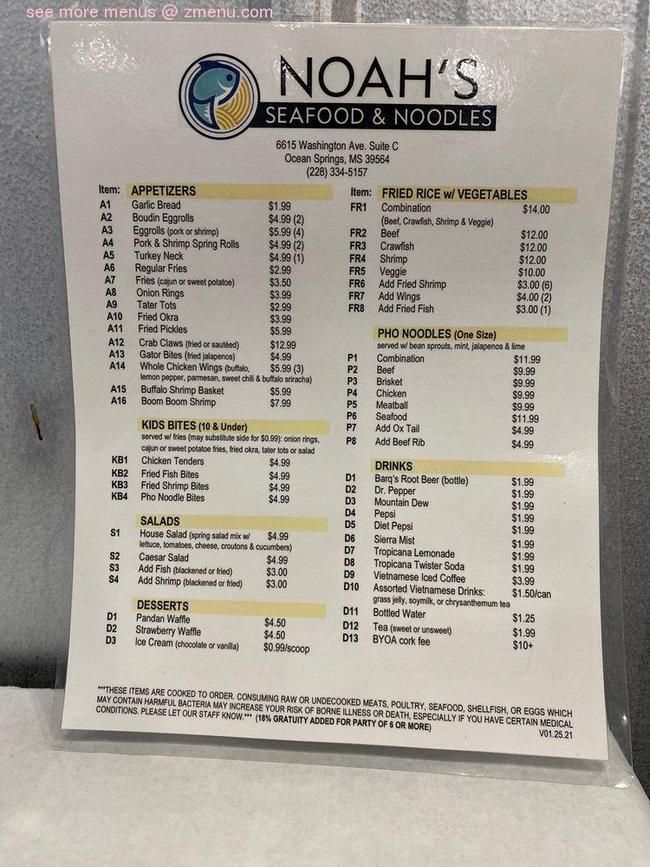 see more menus @ zmenu.com
NOAH'S
SEAFOOD & NOODLES
6615 Washington Ave. Suite C
Ocean Springs, MS 39564
(228) 334-5157
Item: APPETIZERS
A1 Garlic Bread $1.99
A2 Boudin Eggrolls $4.99 (2)
A3 Eggrolls (pork or shrimp) $5.99 (4)
A4 Pork & Shrimp Spring Rolls $4.99 (2)
A5 Turkey Neck $4.99 (1)
A6 Regular Fries $2.99
A7 Fries (cajun or sweet potatoe) $3.50
A8 Onion Rings $3.99
A9 Tater Tots $2.99
A10 Fried Okra $3.99
A11 Fried Pickles $5.99
A12 Crab Claws (fried or sautéed) $12.99
A13 Gator Bites (fried jalapenos) $4.99
A14 Whole Chicken Wings (buffalo, $5.99 (3)
lemon pepper, parmesan, sweet chili & buffalo sriracha)
A15 Buffalo Shrimp Basket $5.99
A16 Boom Boom Shrimp $7.99
KIDS BITES (10 & Under)
served w/ fries (may substitute side for $0.99): onion rings,
cajun or sweet potatoe fries, fried okra, tater tots or salad
KB1 Chicken Tenders $4.99
KB2 Fried Fish Bites $4.99
KB3 Fried Shrimp Bites $4.99
KB4 Pho Noodle Bites $4.99
SALADS
S1 House Salad (spring salad mix w/ $4.99
lettuce, tomatoes, cheese, croutons & cucumbers)
S2 Caesar Salad $4.99
S3 Add Fish (blackened or fried) $3.00
S4 Add Shrimp (blackened or fried) $3.00
DESSERTS
D1 Pandan Waffle $4.50
D2 Strawberry Waffle $4.50
D3 Ice Cream (chocolate or vanilla) $0.99/scoop
Item: FRIED RICE w/ VEGETABLES
FR1 Combination $14.00
(Beef, Crawfish, Shrimp & Veggie)
FR2 Beef $12.00
FR3 Crawfish $12.00
FR4 Shrimp $12.00
FR5 Veggie $10.00
FR6 Add Fried Shrimp $3.00 (6)
FR7 Add Wings $4.00 (2)
FR8 Add Fried Fish $3.00 (1)
PHO NOODLES (One Size)
served w/ bean sprouts, mint, jalapenos & lime
P1 Combination $11.99
P2 Beef $9.99
P3 Brisket $9.99
P4 Chicken $9.99
P5 Meatball $9.99
P6 Seafood $11.99
P7 Add Ox Tail $4.99
P8 Add Beef Rib $4.99
DRINKS
D1 Barq's Root Beer (bottle) $1.99
D2 Dr. Pepper $1.99
D3 Mountain Dew $1.99
D4 Pepsi $1.99
D5 Diet Pepsi $1.99
D6 Sierra Mist $1.99
D7 Tropicana Lemonade $1.99
D8 Tropicana Twister Soda $1.99
D9 Vietnamese Iced Coffee $3.99
D10 Assorted Vietnamese Drinks: $1.50/can
grass jelly, soymilk, or chrysanthemum tea
D11 Bottled Water $1.25
D12 Tea (sweet or unsweet) $1.99
D13 BYOA cork fee $10+
***THESE ITEMS ARE COOKED TO ORDER. CONSUMING RAW OR UNDECOOKED MEATS, POULTRY, SEAFOOD, SHELLFISH, OR EGGS WHICH
MAY CONTAIN HARMFUL BACTERIA MAY INCREASE YOUR RISK OF BORNE ILLNESS OR DEATH, ESPECIALLY IF YOU HAVE CERTAIN MEDICAL
CONDITIONS. PLEASE LET OUR STAFF KNOW.*** (18% GRATUITY ADDED FOR PARTY OF 6 OR MORE)
V01.25.21